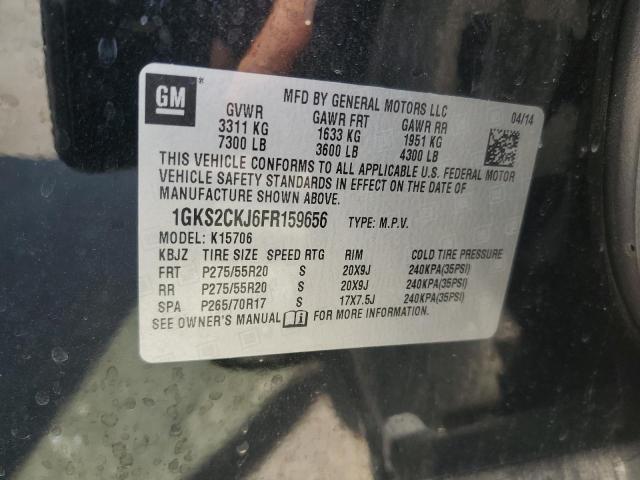 GM
MFD BY GENERAL MOTORS LLC
04/14
GVWR GAWR FRT GAWR RR
3311 KG 1633 KG 1951 KG
7300 LB 3600 LB 4300 LB
THIS VEHICLE CONFORMS TO ALL APPLICABLE U.S. FEDERAL MOTOR
VEHICLE SAFETY STANDARDS IN EFFECT ON THE DATE OF
MANUFACTURE SHOWN ABOVE.
1GKS2CKJ6FR159656 TYPE: M.P.V.
MODEL: K15706
KBJZ TIRE SIZE SPEED RTG RIM COLD TIRE PRESSURE
FRT P275/55R20 S 20X9J 240KPA(35PSI)
RR P275/55R20 S 20X9J 240KPA(35PSI)
SPA P265/70R17 S 17X7.5J 240KPA(35PSI)
SEE OWNER'S MANUAL FOR MORE INFORMATION.